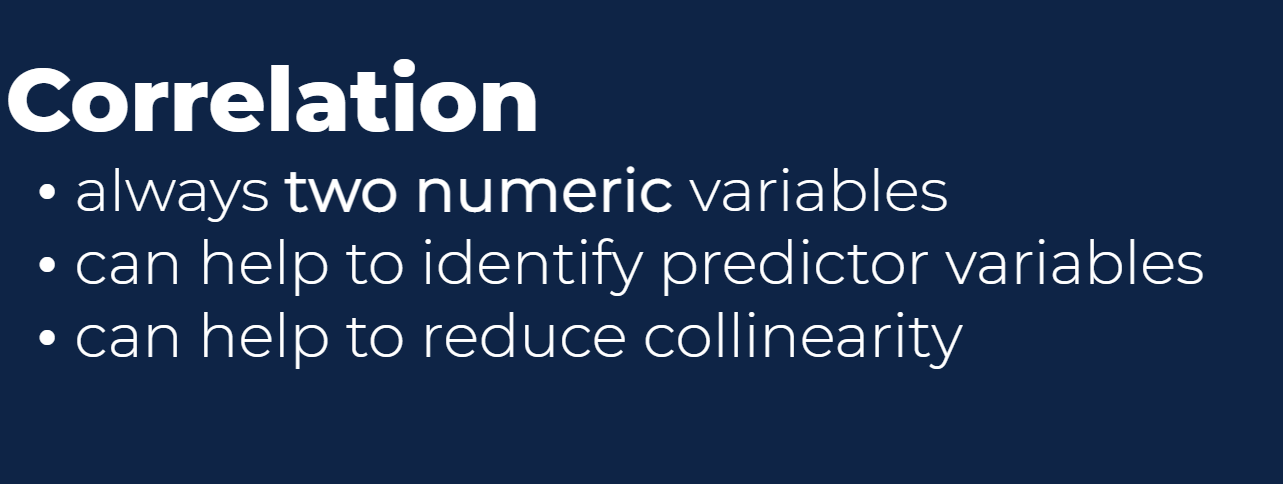 Correlation
• always two numeric variables
• can help to identify predictor variables
• can help to reduce collinearity